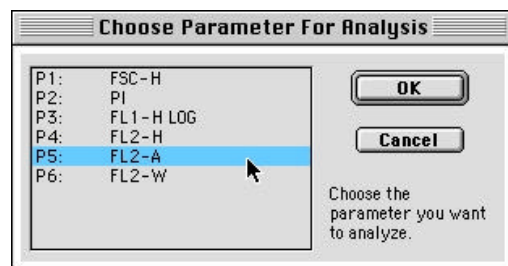 Choose Parameter For Analysis
P1: FSC-H
P2: PI
P3: FL1-H LOG
P4: FL2-H
P5: FL2-A
P6: FL2-W
OK
Cancel
Choose the
parameter you want
to analyze.